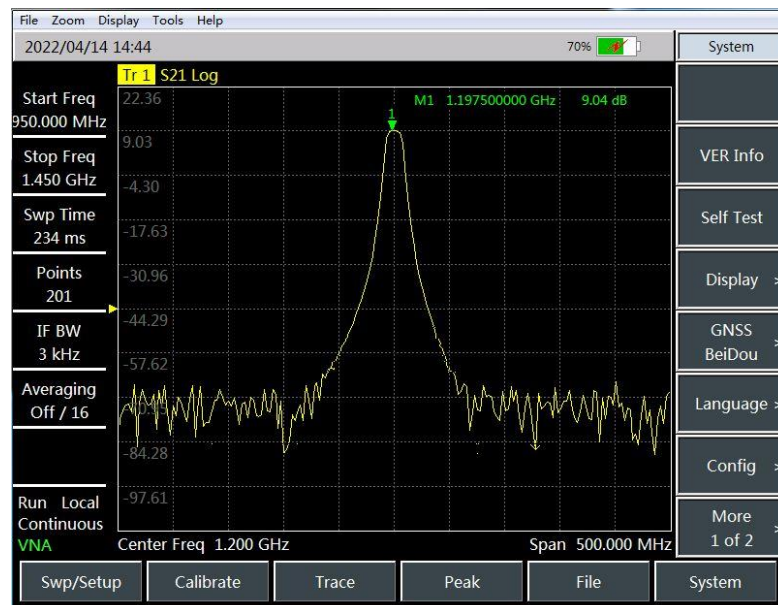 File Zoom Display Tools Help
2022/04/14 14:44 70% System
Tr 1 S21 Log
22.36
M1 1.197500000 GHz 9.04 dB
1
Start Freq
950.000 MHz
9.03
VER Info
Stop Freq
1.450 GHz
-4.30
Swp Time
234 ms
-17.63
Self Test
Points
201
-30.96
Display >
-44.29
IF BW
3 kHz
GNSS >
BeiDou
-57.62
Averaging
Off / 16
Language >
-84.28
Config >
-97.61
Run Local
Continuous
VNA
More >
1 of 2
Center Freq 1.200 GHz Span 500.000 MHz
Swp/Setup Calibrate Trace Peak File System